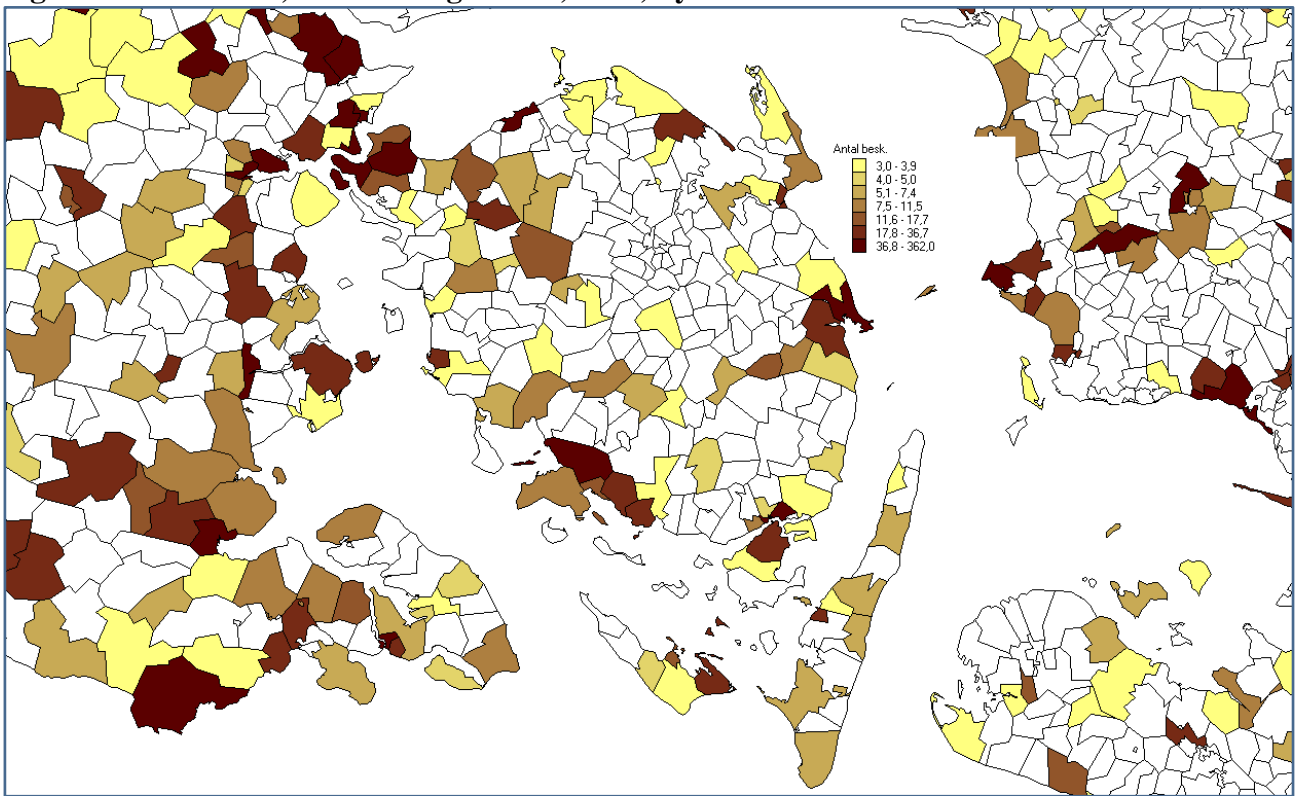 Antal besk.
3,0 - 3,9
4,0 - 5,0
5,1 - 7,4
7,5 - 11,5
11,6 - 17,7
17,8 - 36,7
36,8 - 362,0